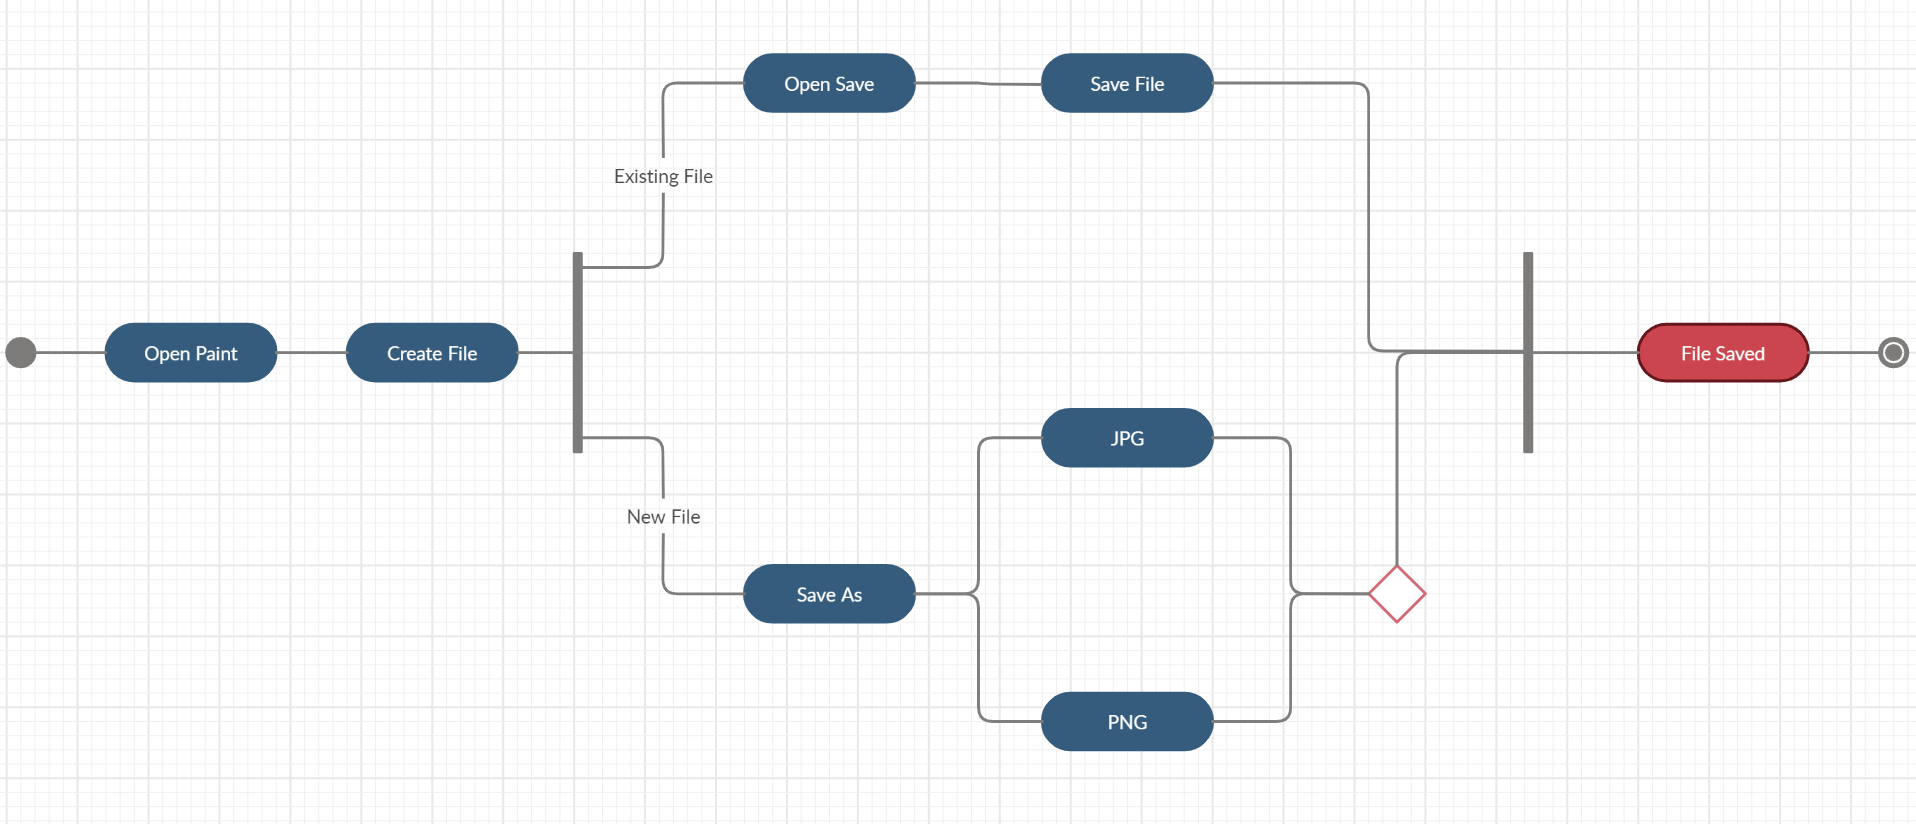 Open Save
Save File
Existing File
Open Paint
Create File
File Saved
JPG
New File
Save As
PNG